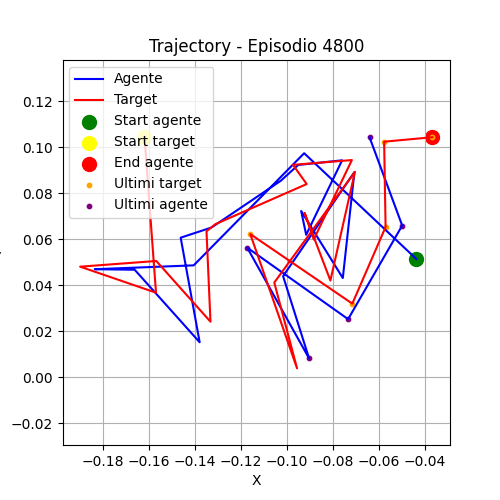 Trajectory - Episodio 4800
Agente
Target
Start agente
Start target
End agente
Ultimi target
Ultimi agente
0.12
0.10
0.08
0.06
0.04
0.02
0.00
−0.02
−0.18 −0.16 −0.14 −0.12 −0.10 −0.08 −0.06 −0.04
X